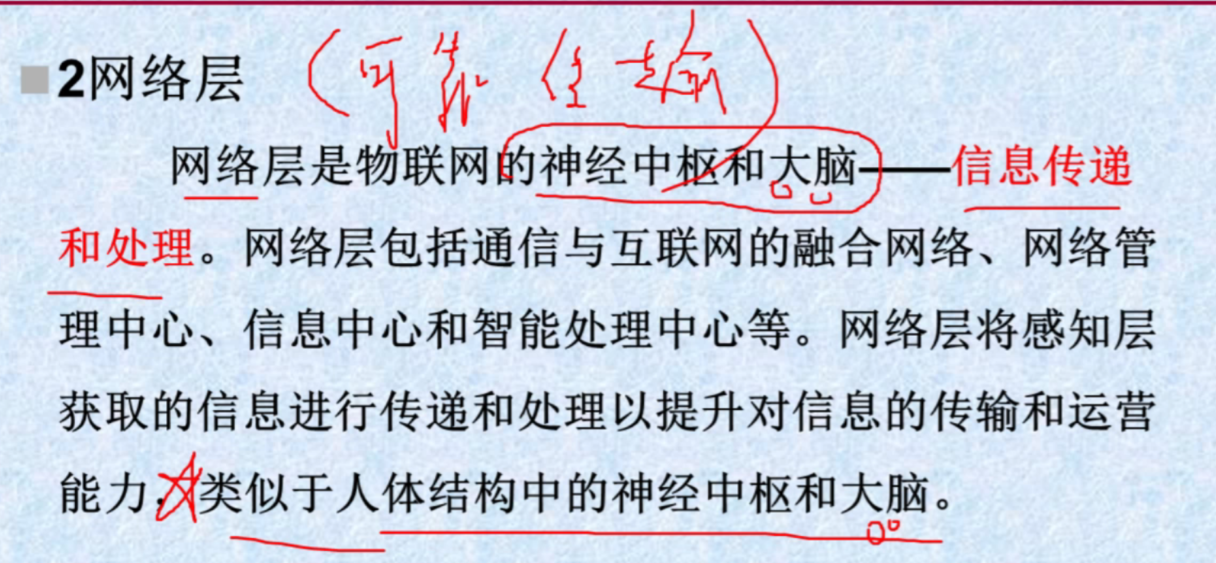 2网络层 (可靠传输)
网络层是物联网的神经中枢和大脑——信息传递
和处理。网络层包括通信与互联网的融合网络、网络管
理中心、信息中心和智能处理中心等。网络层将感知层
获取的信息进行传递和处理以提升对信息的传输和运营
能力,类似于人体结构中的神经中枢和大脑。